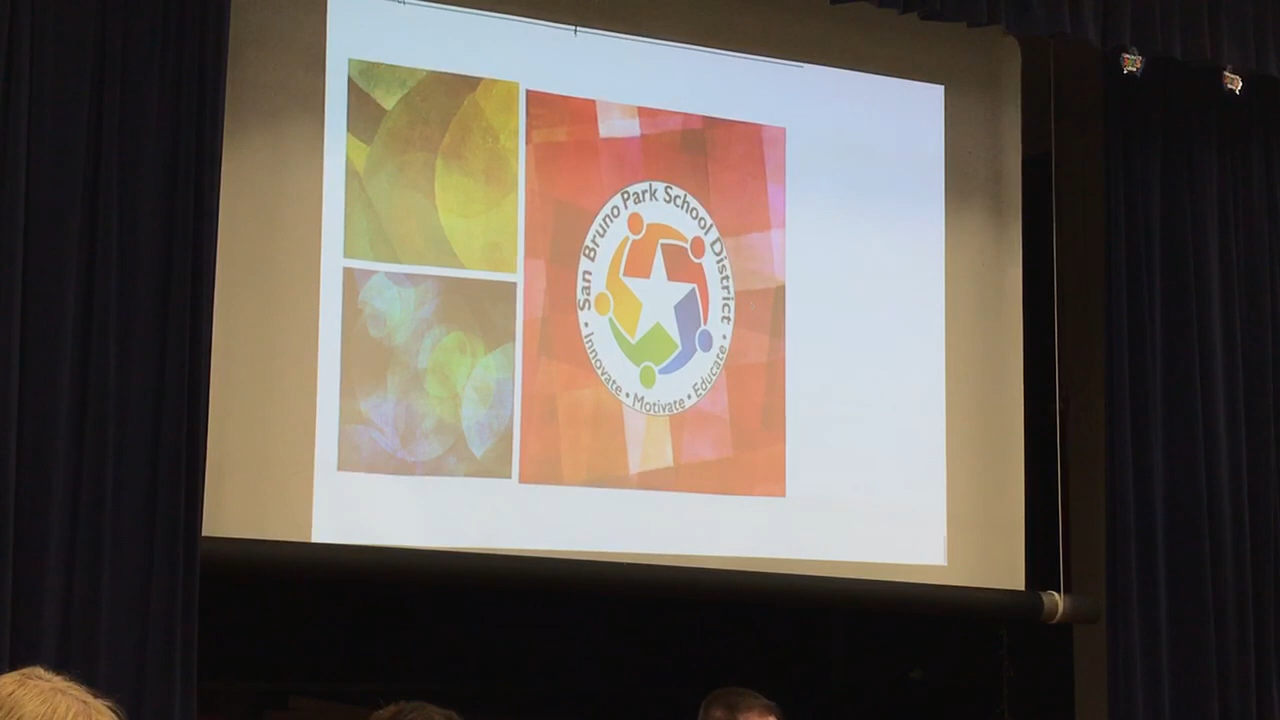 San Bruno Park School District
• Innovate • Motivate • Educate •